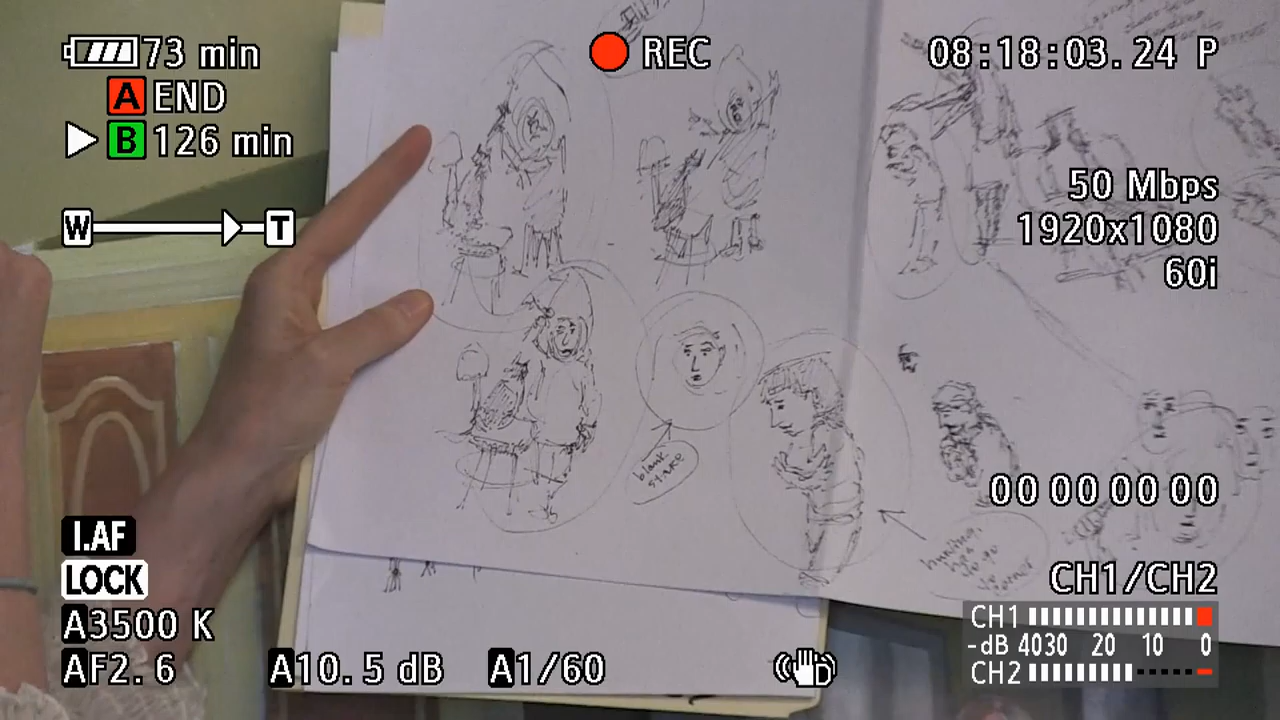 73 min
REC
08:18:03.24 P
A END
B 126 min
50 Mbps
W T
1920x1080
60i
blank
stare
00 00 00 00
I.AF
LOCK
CH1/CH2
A3500 K
CH1
-dB 40 30 20 10 0
CH2
AF2.6 A10.5 dB A1/60 D